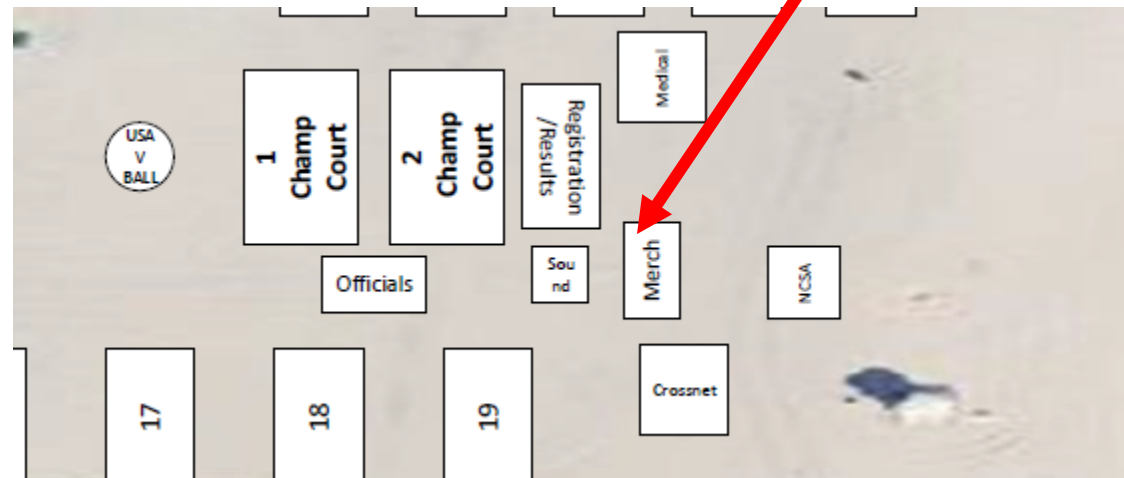 USA
V
BALL
1
Champ
Court
2
Champ
Court
Registration
/Results
Medical
Officials
Sou
nd
Merch
NCSA
17
18
19
Crossnet